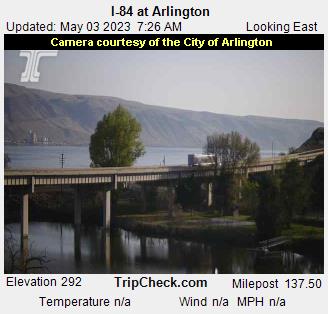 I-84 at Arlington
Updated: May 03 2023 7:26 AM Looking East
Camera courtesy of the City of Arlington
Elevation 292 TripCheck.com Milepost 137.50
Temperature n/a Wind n/a MPH n/a